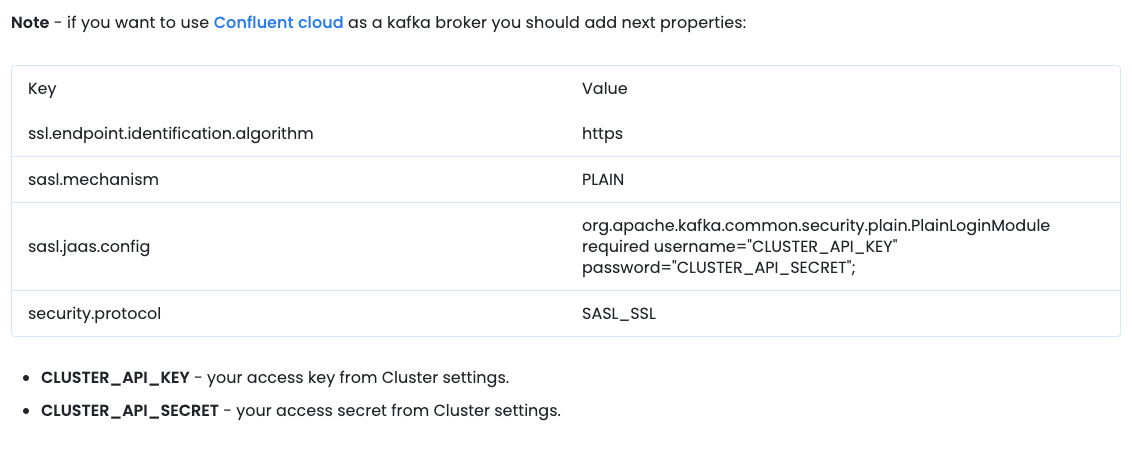 Note - if you want to use Confluent cloud as a kafka broker you should add next properties:
Key Value
ssl.endpoint.identification.algorithm https
sasl.mechanism PLAIN
sasl.jaas.config org.apache.kafka.common.security.plain.PlainLoginModule
required username="CLUSTER_API_KEY"
password="CLUSTER_API_SECRET";
security.protocol SASL_SSL
• CLUSTER_API_KEY - your access key from Cluster settings.
• CLUSTER_API_SECRET - your access secret from Cluster settings.